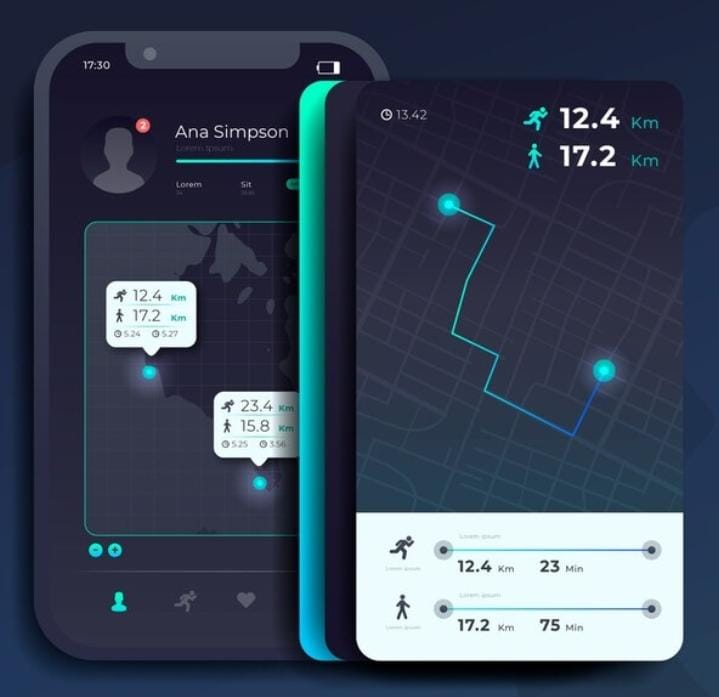 17:30
2
Ana Simpson
Lorem Ipsum
Lorem Sit
12.4 Km
17.2 Km
5.24 5.27
23.4 Km
15.8 Km
5.25 3.56
13.42
12.4 Km
17.2 Km
Lorem ipsum
12.4 Km 23 Min
Lorem ipsum
Lorem ipsum
17.2 Km 75 Min
Lorem ipsum